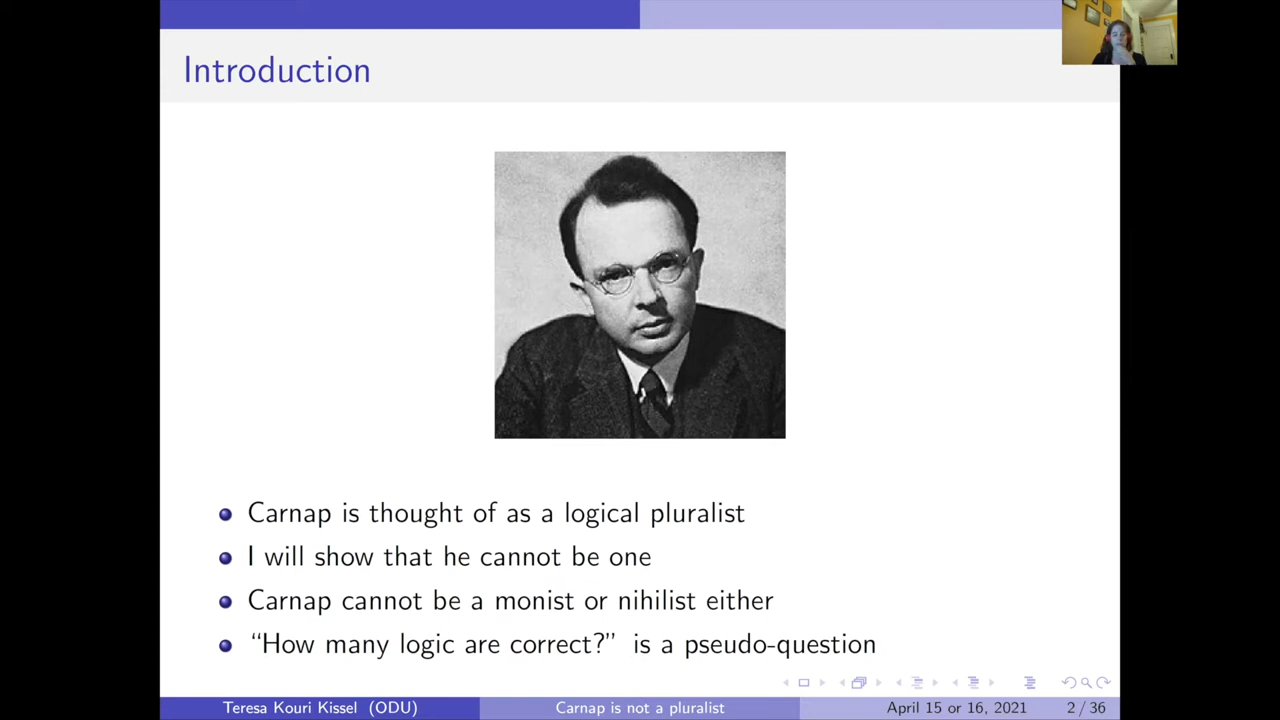 Introduction
Carnap is thought of as a logical pluralist
I will show that he cannot be one
Carnap cannot be a monist or nihilist either
“How many logic are correct?” is a pseudo-question
Teresa Kouri Kissel (ODU) Carnap is not a pluralist April 15 or 16, 2021 2 / 36